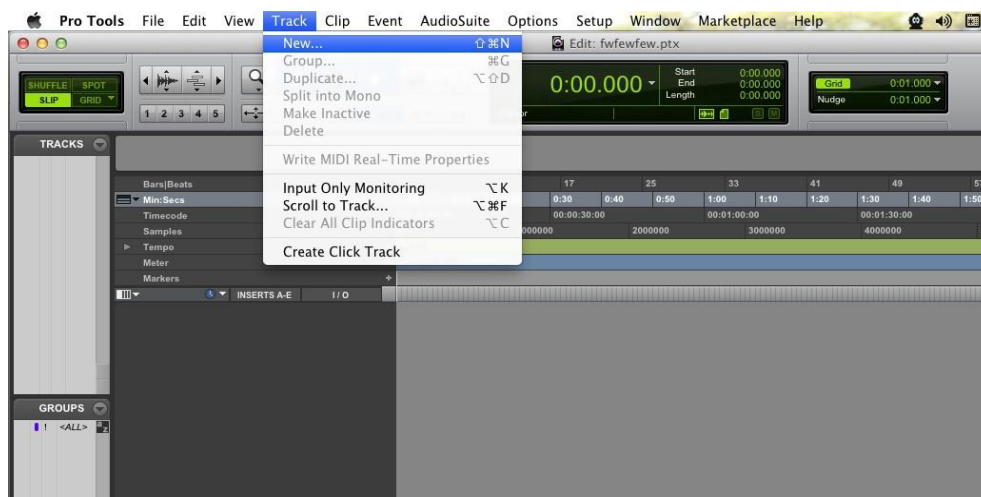 Pro Tools File Edit View Track Clip Event AudioSuite Options Setup Window Marketplace Help
Edit: fwfewfew.ptx
New... ⇧⌘N
Group... ⌘G
Duplicate... ⌥⇧D
Split into Mono
Make Inactive
Delete
Write MIDI Real-Time Properties
Input Only Monitoring ⌥K
Scroll to Track... ⌥⌘F
Clear All Clip Indicators ⌥C
Create Click Track
SHUFFLE SPOT
SLIP GRID
1 2 3 4 5
0:00.000
Start 0:00.000
End 0:00.000
Length 0:00.000
S M
Grid 0:01.000
Nudge 0:01.000
TRACKS
Bars|Beats 17 25 33 41 49
Min:Secs 0:30 0:40 0:50 1:00 1:10 1:20 1:30 1:40 1:50
Timecode 00:00:30:00 00:01:00:00 00:01:30:00
Samples 2000000 3000000 4000000
Tempo
Meter
Markers +
INSERTS A-E I / O
GROUPS
! <ALL> a z